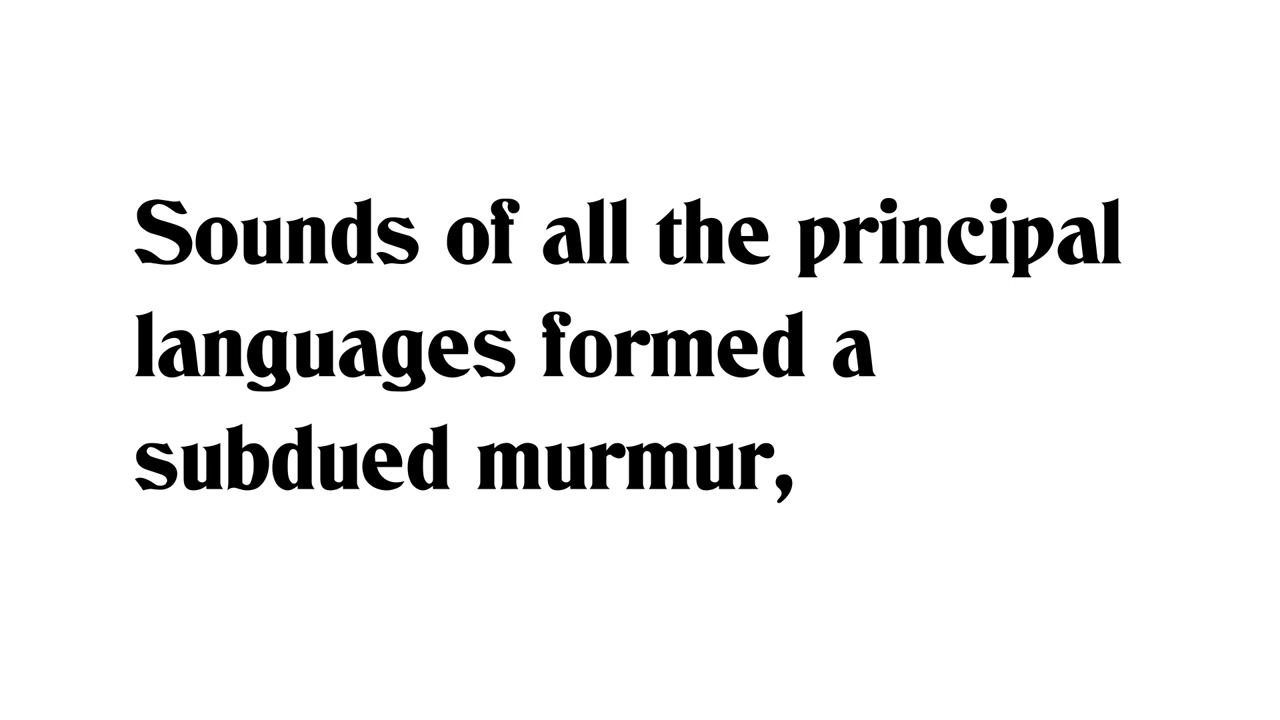 Sounds of all the principal
languages formed a
subdued murmur,